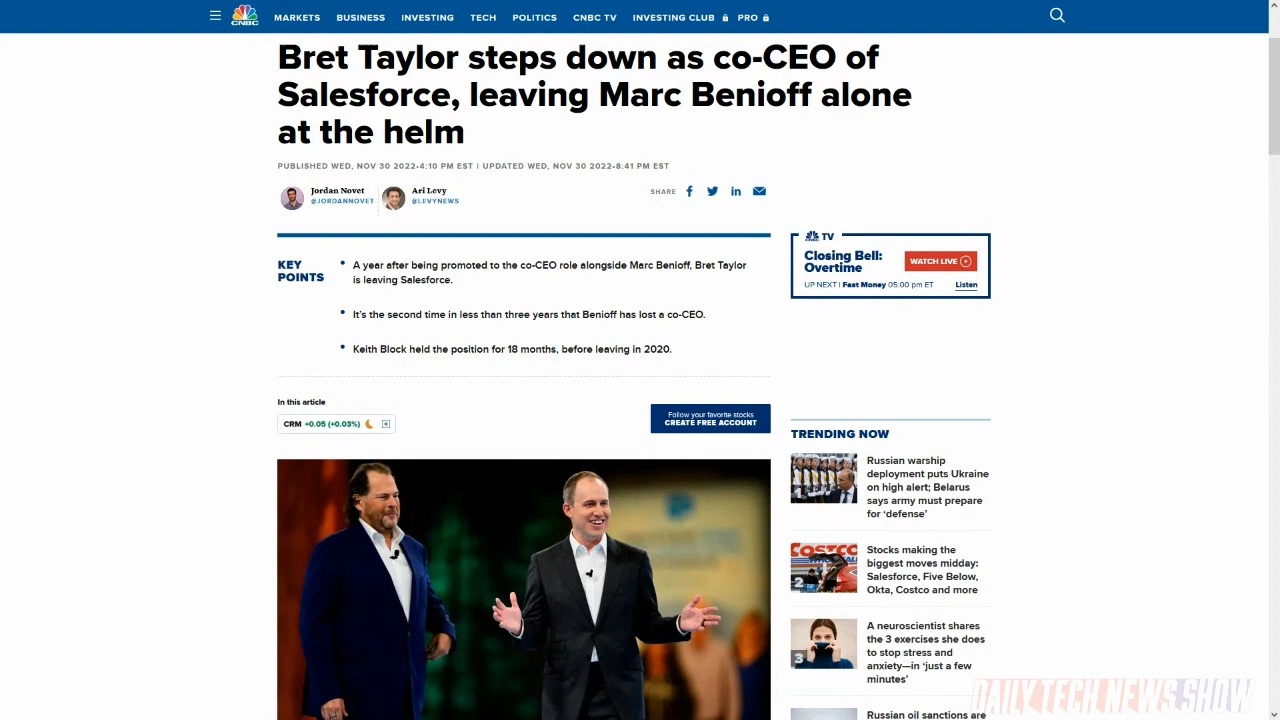 MARKETS BUSINESS INVESTING TECH POLITICS CNBC TV INVESTING CLUB PRO
CNBC
Bret Taylor steps down as co-CEO of
Salesforce, leaving Marc Benioff alone
at the helm
PUBLISHED WED, NOV 30 2022•4:10 PM EST | UPDATED WED, NOV 30 2022•8:41 PM EST
Jordan Novet
@JORDANNOVET
Ari Levy
@LEVYNEWS
SHARE
KEY
POINTS
• A year after being promoted to the co-CEO role alongside Marc Benioff, Bret Taylor
is leaving Salesforce.
• It's the second time in less than three years that Benioff has lost a co-CEO.
• Keith Block held the position for 18 months, before leaving in 2020.
In this article
CRM +0.05 (+0.03%)
Follow your favorite stocks
CREATE FREE ACCOUNT
TV
Closing Bell:
Overtime
WATCH LIVE
UP NEXT | Fast Money 05:00 pm ET
Listen
TRENDING NOW
Russian warship
deployment puts Ukraine
on high alert; Belarus
says army must prepare
for ‘defense’
COSTCO
2
Stocks making the
biggest moves midday:
Salesforce, Five Below,
Okta, Costco and more
3
A neuroscientist shares
the 3 exercises she does
to stop stress and
anxiety—in ‘just a few
minutes’
Russian oil sanctions are
DAILY TECH NEWS SHOW